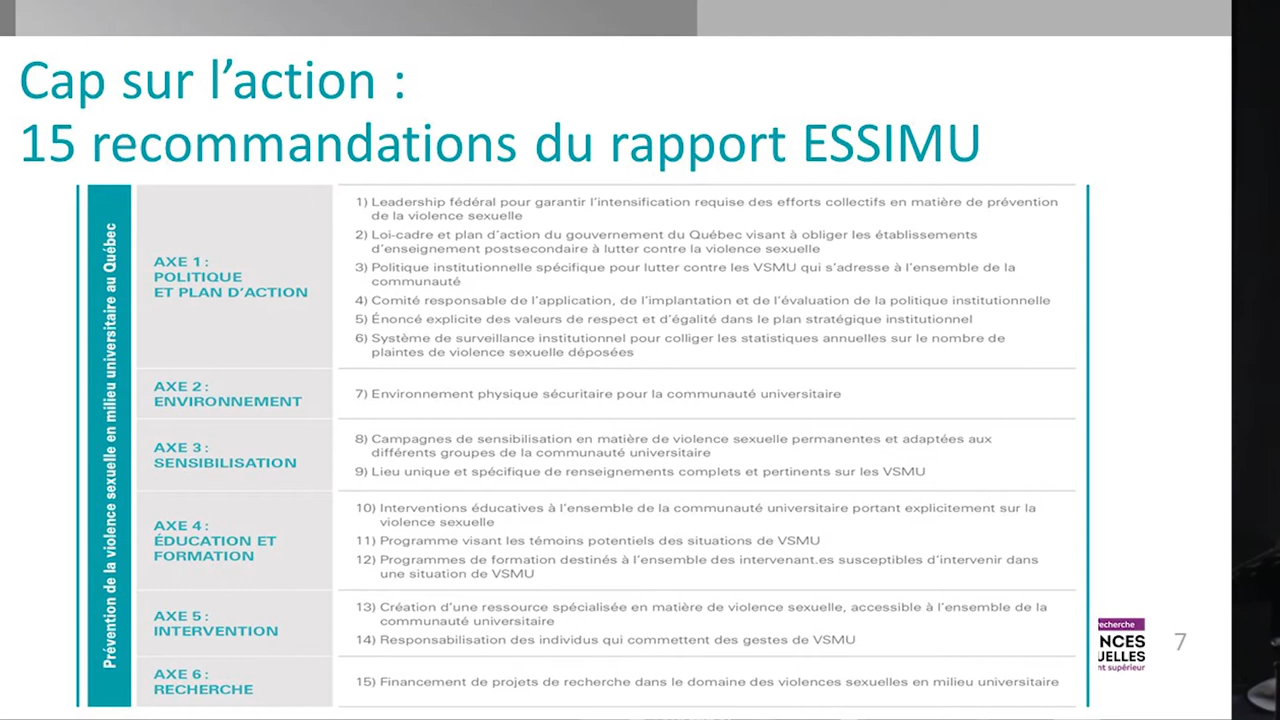 Cap sur l’action :
15 recommandations du rapport ESSIMU
Prévention de la violence sexuelle en milieu universitaire au Québec
AXE 1 :
POLITIQUE
ET PLAN D’ACTION
1) Leadership fédéral pour garantir l’intensification requise des efforts collectifs en matière de prévention
de la violence sexuelle
2) Loi-cadre et plan d’action du gouvernement du Québec visant à obliger les établissements
d’enseignement postsecondaire à lutter contre la violence sexuelle
3) Politique institutionnelle spécifique pour lutter contre les VSMU qui s’adresse à l’ensemble de la
communauté
4) Comité responsable de l’application, de l’implantation et de l’évaluation de la politique institutionnelle
5) Énoncé explicite des valeurs de respect et d’égalité dans le plan stratégique institutionnel
6) Système de surveillance institutionnel pour colliger les statistiques annuelles sur le nombre de
plaintes de violence sexuelle déposées
AXE 2 :
ENVIRONNEMENT
7) Environnement physique sécuritaire pour la communauté universitaire
AXE 3 :
SENSIBILISATION
8) Campagnes de sensibilisation en matière de violence sexuelle permanentes et adaptées aux
différents groupes de la communauté universitaire
9) Lieu unique et spécifique de renseignements complets et pertinents sur les VSMU
AXE 4 :
ÉDUCATION ET
FORMATION
10) Interventions éducatives à l’ensemble de la communauté universitaire portant explicitement sur la
violence sexuelle
11) Programme visant les témoins potentiels des situations de VSMU
12) Programmes de formation destinés à l’ensemble des intervenant.es susceptibles d’intervenir dans
une situation de VSMU
AXE 5 :
INTERVENTION
13) Création d’une ressource spécialisée en matière de violence sexuelle, accessible à l’ensemble de la
communauté universitaire
14) Responsabilisation des individus qui commettent des gestes de VSMU
AXE 6 :
RECHERCHE
15) Financement de projets de recherche dans le domaine des violences sexuelles en milieu universitaire
recherche
NCES
UELLES
nt supérieur
7